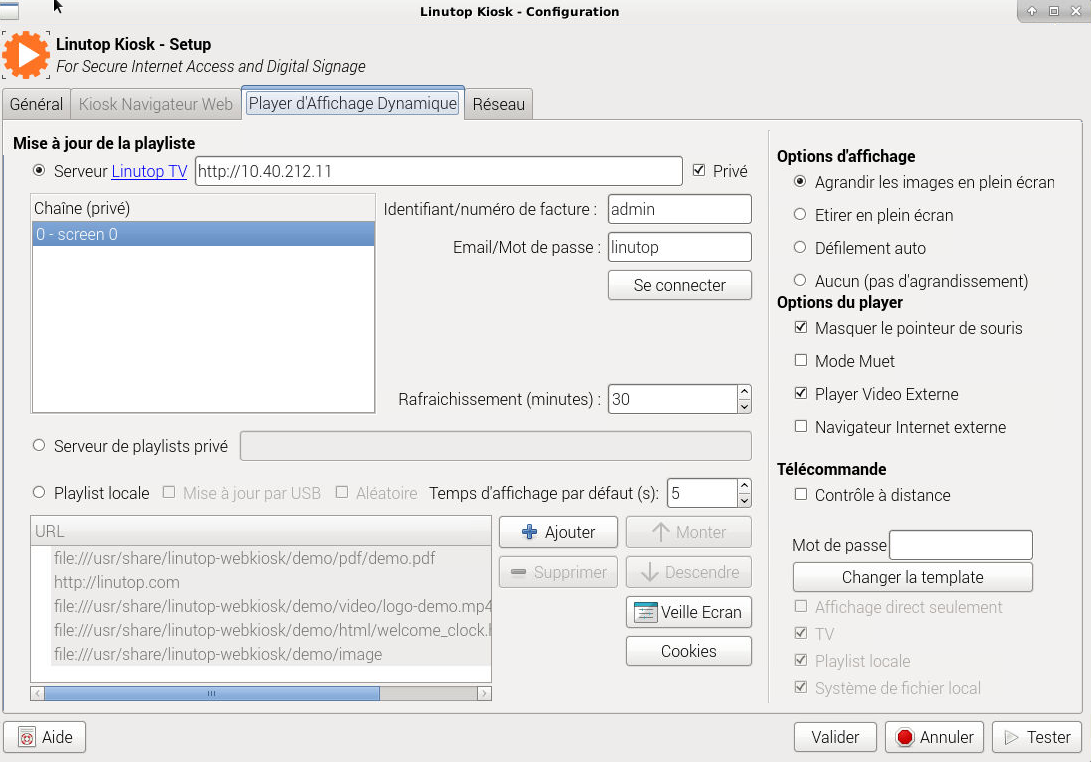 Linutop Kiosk - Configuration
Linutop Kiosk - Setup
For Secure Internet Access and Digital Signage
Général
Kiosk Navigateur Web
Player d'Affichage Dynamique
Réseau
Mise à jour de la playliste
Serveur Linutop TV
http://10.40.212.11
Privé
Chaîne (privé)
0 - screen 0
Identifiant/numéro de facture :
admin
Email/Mot de passe :
linutop
Se connecter
Rafraichissement (minutes) :
30
Serveur de playlists privé
Playlist locale
Mise à jour par USB
Aléatoire
Temps d'affichage par défaut (s):
5
URL
file:///usr/share/linutop-webkiosk/demo/pdf/demo.pdf
http://linutop.com
file:///usr/share/linutop-webkiosk/demo/video/logo-demo.mp4
file:///usr/share/linutop-webkiosk/demo/html/welcome_clock.h
file:///usr/share/linutop-webkiosk/demo/image
Ajouter
Monter
Supprimer
Descendre
Veille Ecran
Cookies
Options d'affichage
Agrandir les images en plein écran
Etirer en plein écran
Défilement auto
Aucun (pas d'agrandissement)
Options du player
Masquer le pointeur de souris
Mode Muet
Player Video Externe
Navigateur Internet externe
Télécommande
Contrôle à distance
Mot de passe
Changer la template
Affichage direct seulement
TV
Playlist locale
Système de fichier local
Aide
Valider
Annuler
Tester